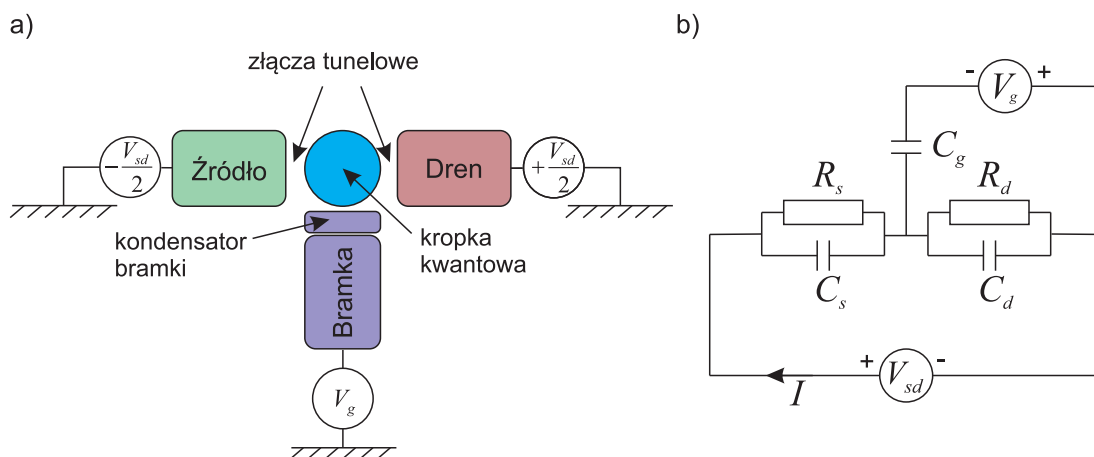 a)
złącza tunelowe
− V_sd / 2
Źródło
Dren
+ V_sd / 2
kondensator
bramki
kropka
kwantowa
Bramka
V_g
b)
- V_g +
C_g
R_s R_d
C_s C_d
+ V_sd -
I